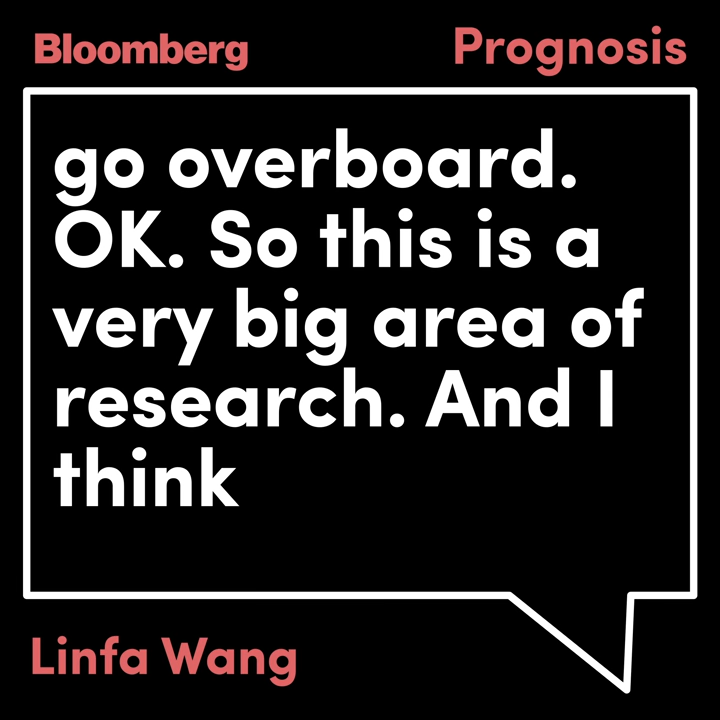 Bloomberg
Prognosis
go overboard.
OK. So this is a
very big area of
research. And I
think
Linfa Wang